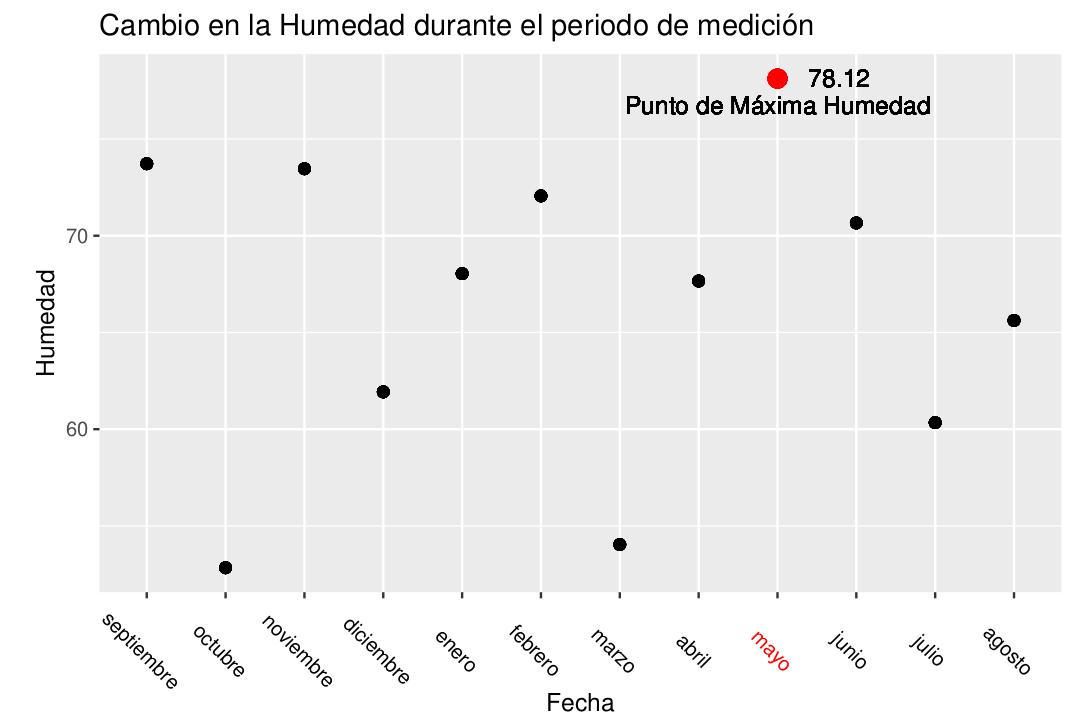 Cambio en la Humedad durante el periodo de medición
78.12
Punto de Máxima Humedad
70
60
Humedad
septiembre
octubre
noviembre
diciembre
enero
febrero
marzo
abril
mayo
junio
julio
agosto
Fecha